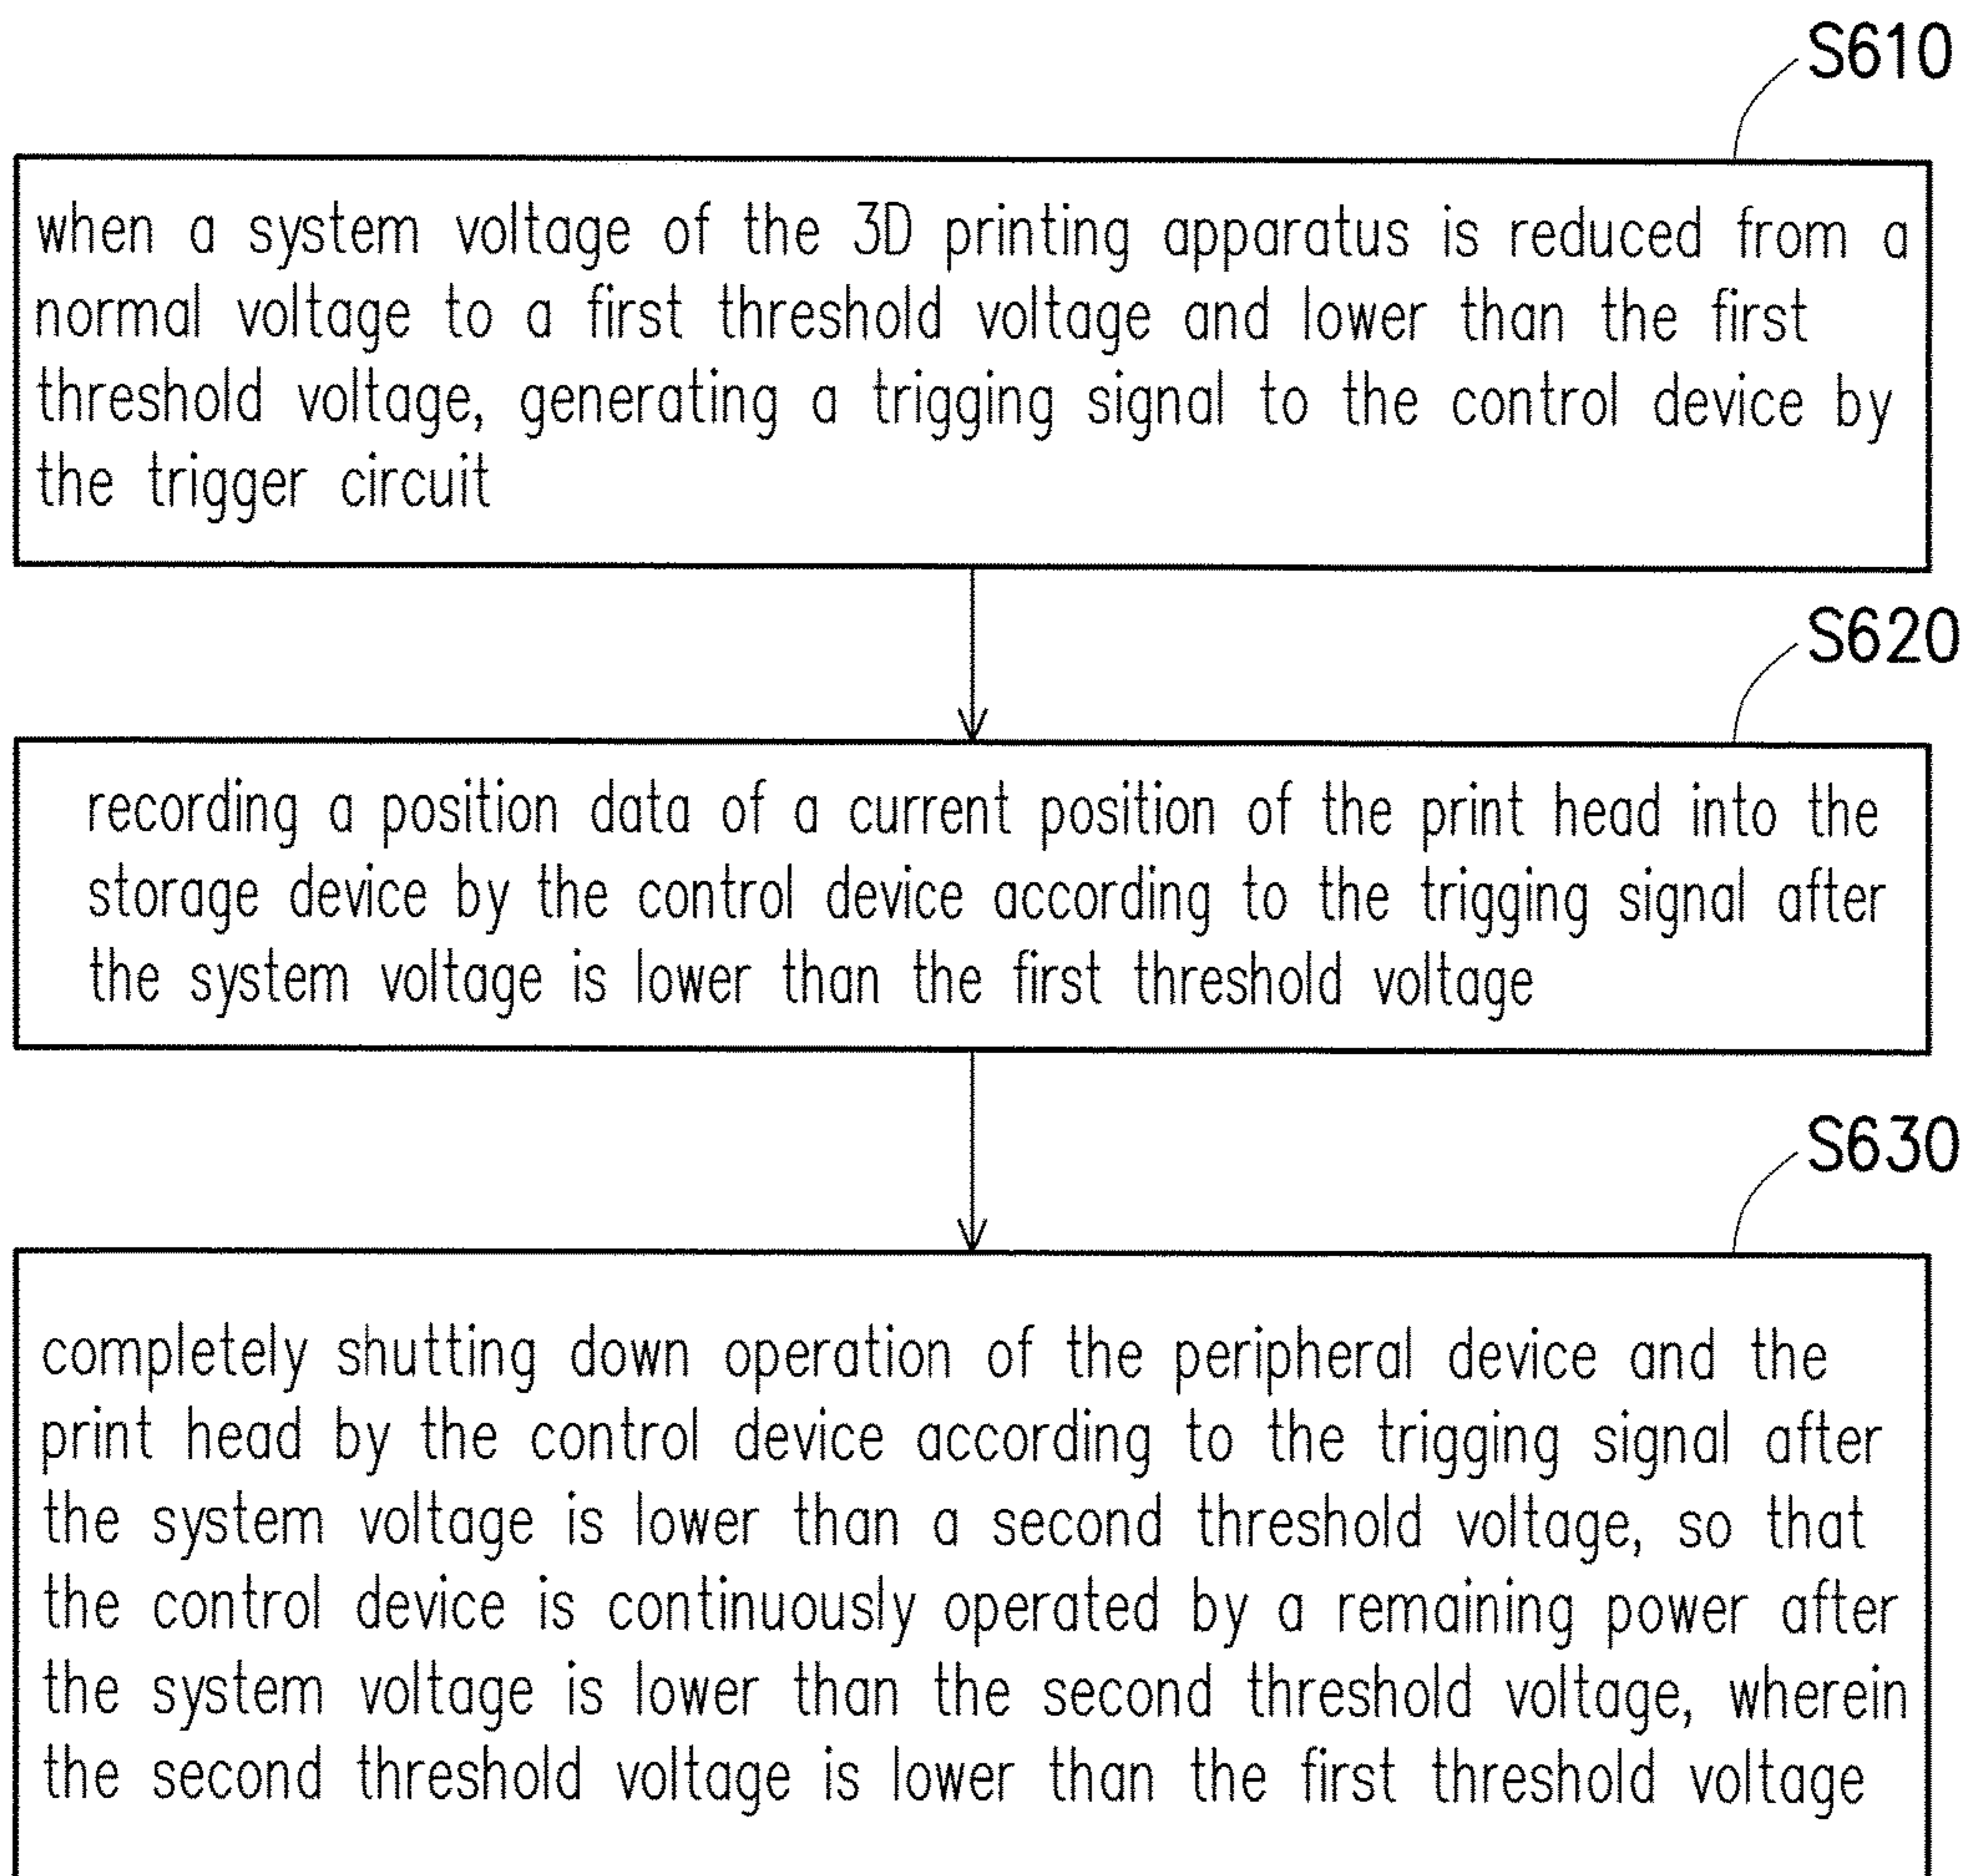 S610
when a system voltage of the 3D printing apparatus is reduced from a
normal voltage to a first threshold voltage and lower than the first
threshold voltage, generating a trigging signal to the control device by
the trigger circuit
S620
recording a position data of a current position of the print head into the
storage device by the control device according to the trigging signal after
the system voltage is lower than the first threshold voltage
S630
completely shutting down operation of the peripheral device and the
print head by the control device according to the trigging signal after
the system voltage is lower than a second threshold voltage, so that
the control device is continuously operated by a remaining power after
the system voltage is lower than the second threshold voltage, wherein
the second threshold voltage is lower than the first threshold voltage